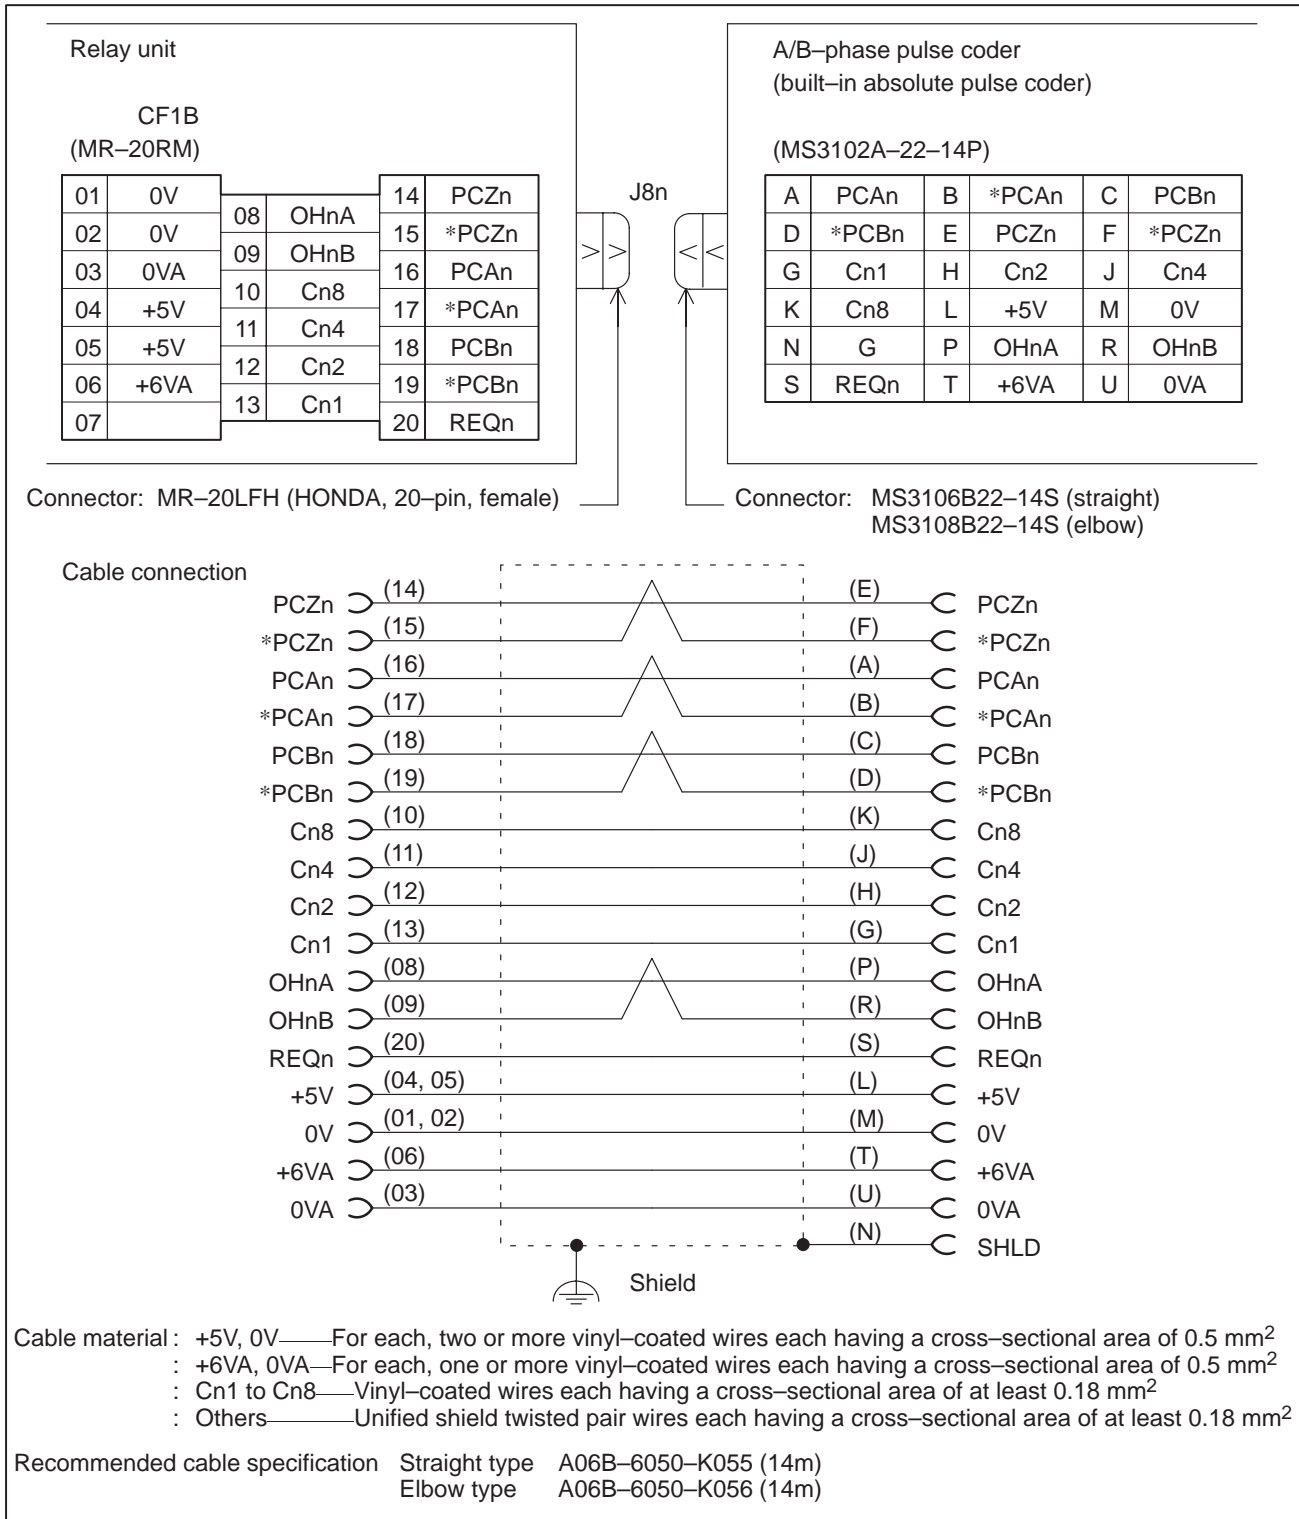 Relay unit
CF1B
(MR–20RM)
01 0V
02 0V
03 0VA
04 +5V
05 +5V
06 +6VA
07
08 OHnA
09 OHnB
10 Cn8
11 Cn4
12 Cn2
13 Cn1
14 PCZn
15 *PCZn
16 PCAn
17 *PCAn
18 PCBn
19 *PCBn
20 REQn
J8n
A/B–phase pulse coder
(built–in absolute pulse coder)
(MS3102A–22–14P)
A PCAn B *PCAn C PCBn
D *PCBn E PCZn F *PCZn
G Cn1 H Cn2 J Cn4
K Cn8 L +5V M 0V
N G P OHnA R OHnB
S REQn T +6VA U 0VA
Connector: MR–20LFH (HONDA, 20–pin, female)
Connector: MS3106B22–14S (straight)
MS3108B22–14S (elbow)
Cable connection
PCZn (14) (E) PCZn
*PCZn (15) (F) *PCZn
PCAn (16) (A) PCAn
*PCAn (17) (B) *PCAn
PCBn (18) (C) PCBn
*PCBn (19) (D) *PCBn
Cn8 (10) (K) Cn8
Cn4 (11) (J) Cn4
Cn2 (12) (H) Cn2
Cn1 (13) (G) Cn1
OHnA (08) (P) OHnA
OHnB (09) (R) OHnB
REQn (20) (S) REQn
+5V (04, 05) (L) +5V
0V (01, 02) (M) 0V
+6VA (06) (T) +6VA
0VA (03) (U) 0VA
(N) SHLD
Shield
Cable material : +5V, 0V——For each, two or more vinyl–coated wires each having a cross–sectional area of 0.5 mm²
: +6VA, 0VA—For each, one or more vinyl–coated wires each having a cross–sectional area of 0.5 mm²
: Cn1 to Cn8——Vinyl–coated wires each having a cross–sectional area of at least 0.18 mm²
: Others———Unified shield twisted pair wires each having a cross–sectional area of at least 0.18 mm²
Recommended cable specification Straight type A06B–6050–K055 (14m)
Elbow type A06B–6050–K056 (14m)